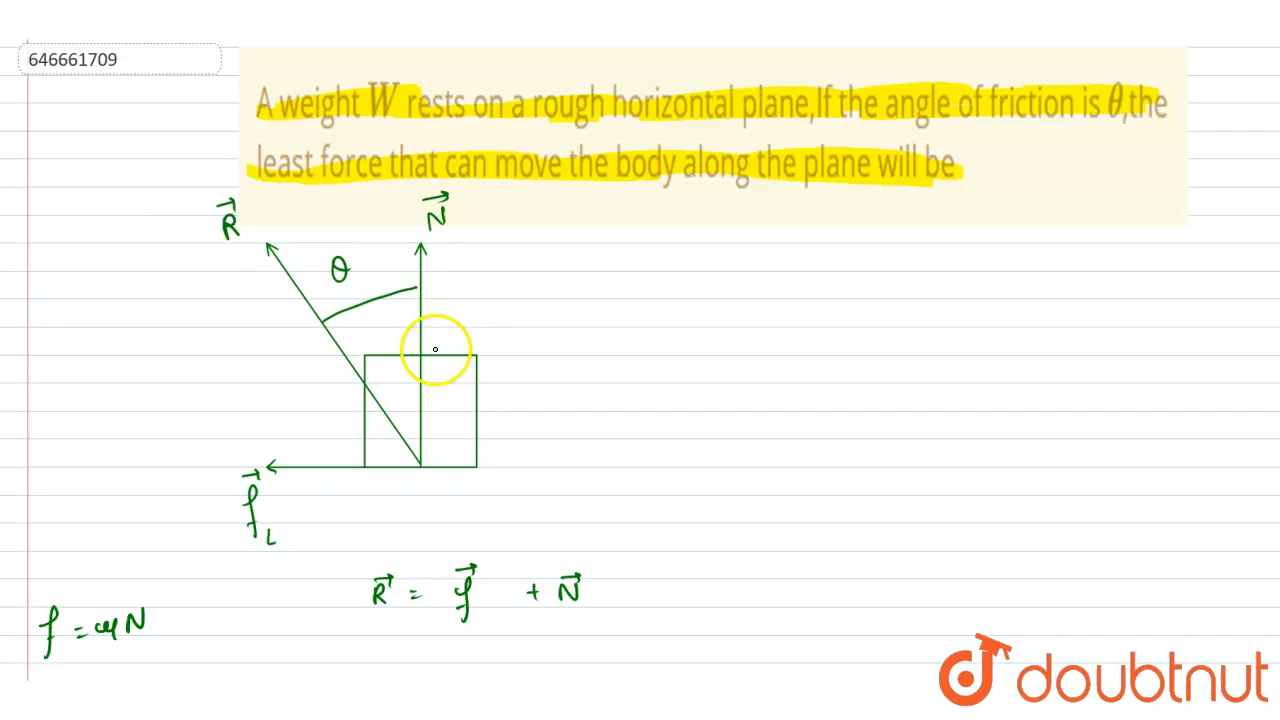 646661709
A weight W rests on a rough horizontal plane,If the angle of friction is θ,the
least force that can move the body along the plane will be
R⃗
N⃗
θ
f⃗L
R⃗ = f⃗ + N⃗
f = μN
doubtnut